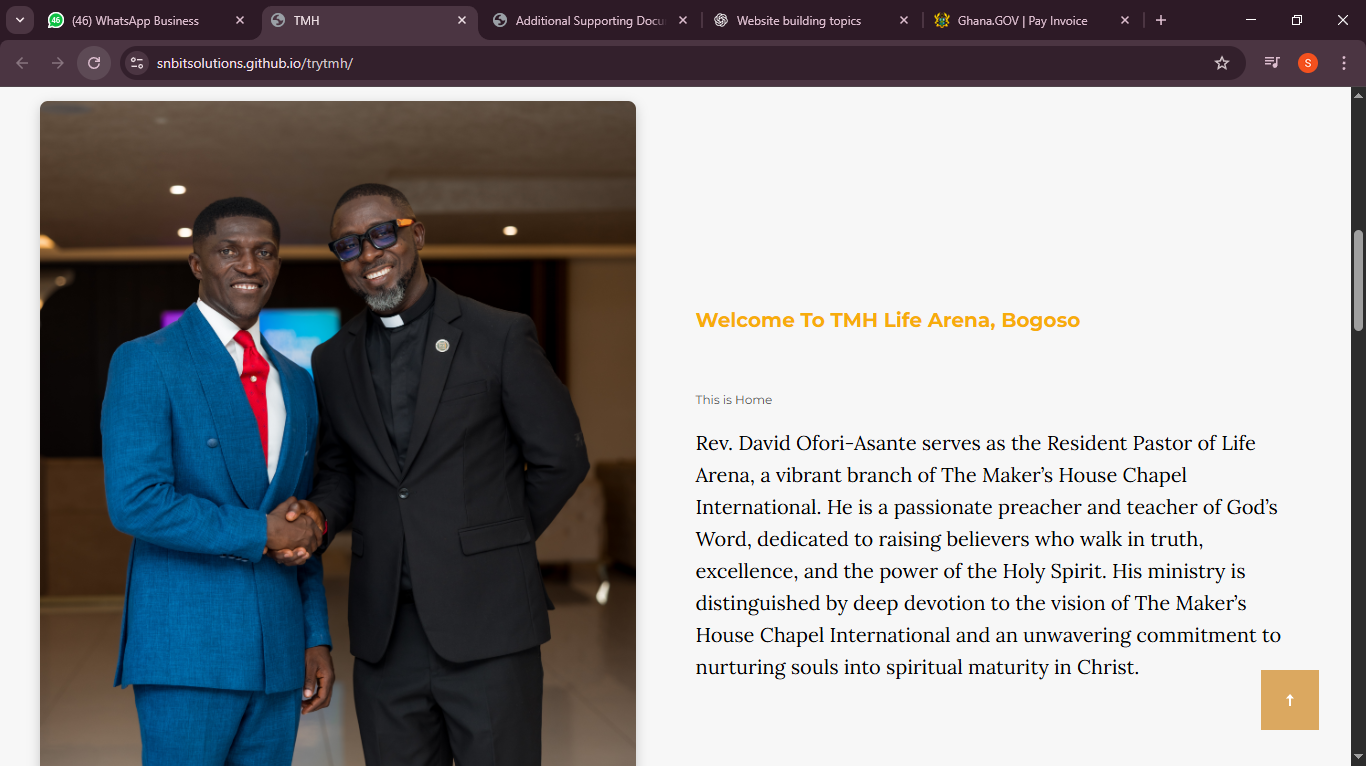 (46) WhatsApp Business
TMH
Additional Supporting Docu
Website building topics
Ghana.GOV | Pay Invoice
snbitsolutions.github.io/trytmh/
S
Welcome To TMH Life Arena, Bogoso
This is Home
Rev. David Ofori-Asante serves as the Resident Pastor of Life
Arena, a vibrant branch of The Maker’s House Chapel
International. He is a passionate preacher and teacher of God’s
Word, dedicated to raising believers who walk in truth,
excellence, and the power of the Holy Spirit. His ministry is
distinguished by deep devotion to the vision of The Maker’s
House Chapel International and an unwavering commitment to
nurturing souls into spiritual maturity in Christ.